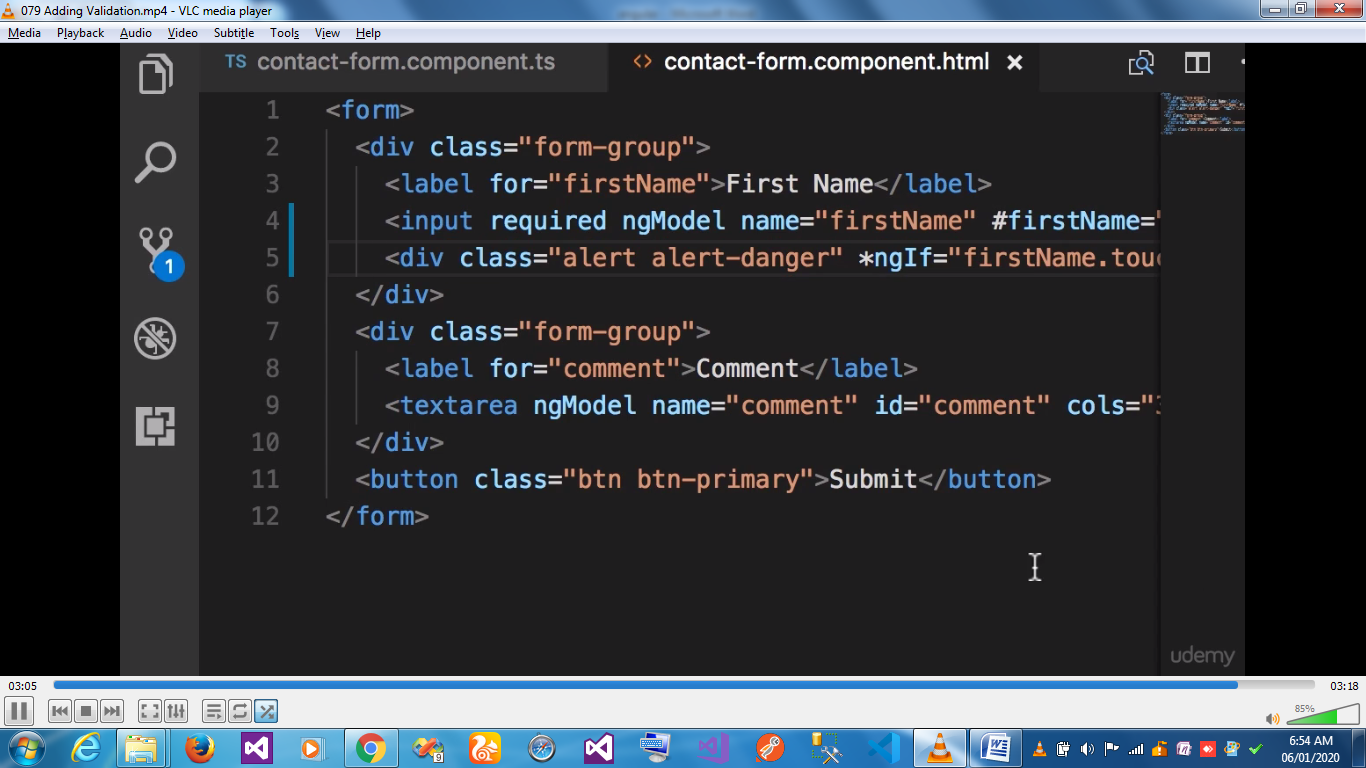 079 Adding Validation.mp4 - VLC media player
Media Playback Audio Video Subtitle Tools View Help
TS contact-form.component.ts <> contact-form.component.html
1 <form>
2 <div class="form-group">
3 <label for="firstName">First Name</label>
4 <input required ngModel name="firstName" #firstName="
5 <div class="alert alert-danger" *ngIf="firstName.touc
6 </div>
7 <div class="form-group">
8 <label for="comment">Comment</label>
9 <textarea ngModel name="comment" id="comment" cols="3
10 </div>
11 <button class="btn btn-primary">Submit</button>
12 </form>
1
udemy
03:05 03:18
85%
6:54 AM
06/01/2020